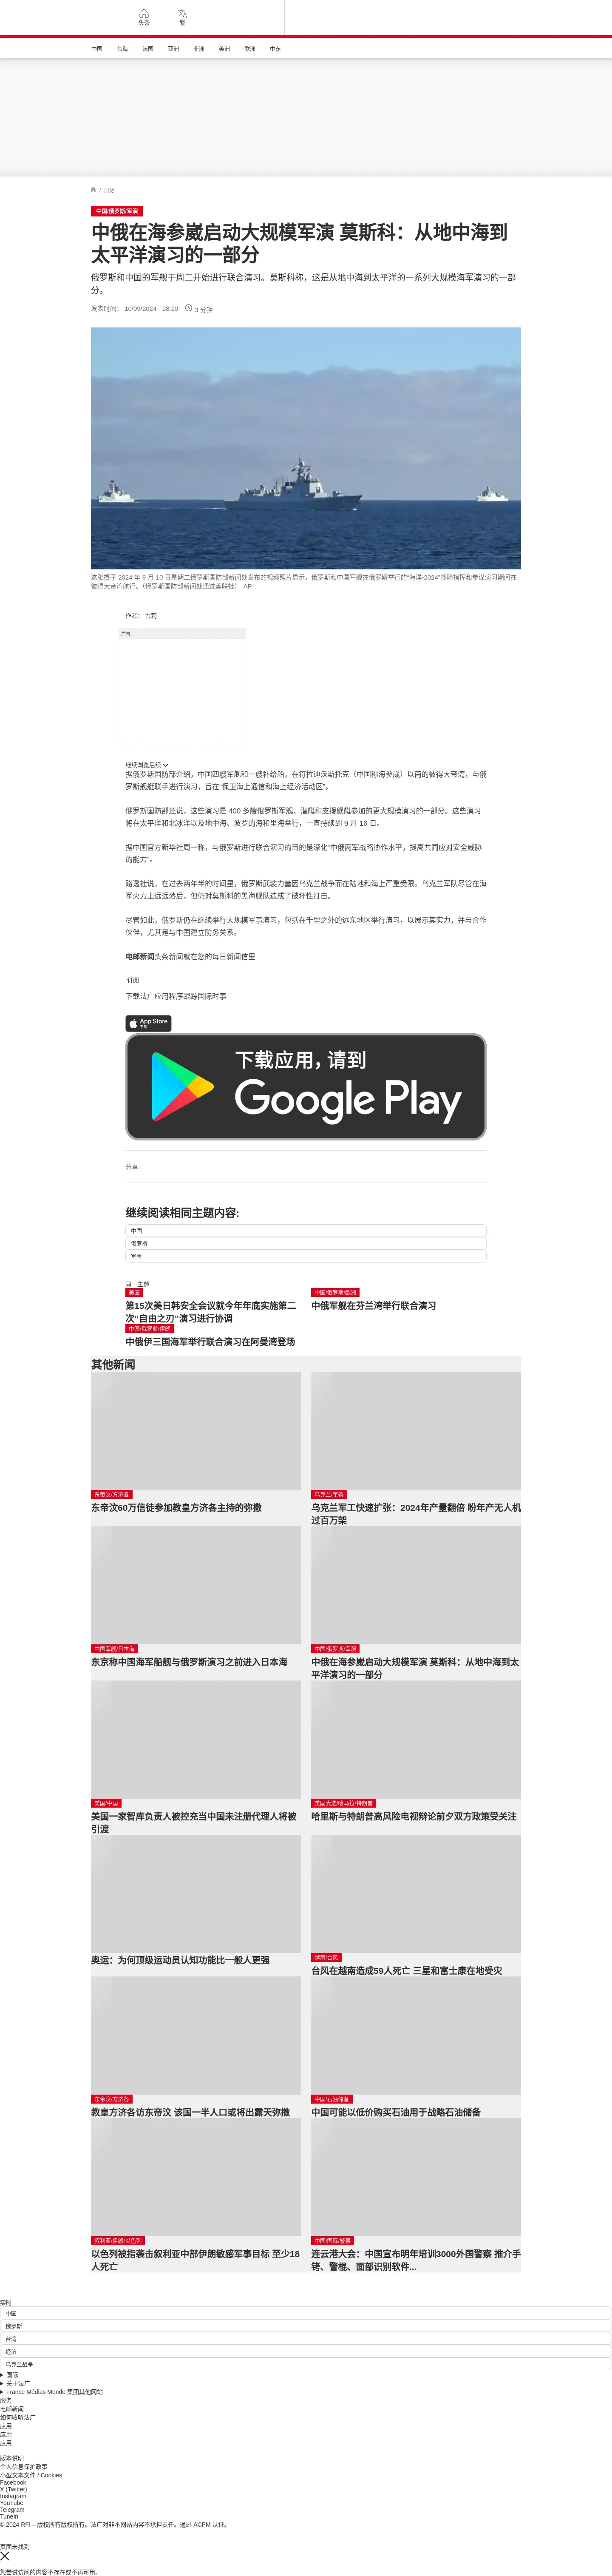 头条
繁
中国
台海
法国
亚洲
非洲
美洲
欧洲
中东
/ 国际
中国/俄罗斯/军演
中俄在海参崴启动大规模军演 莫斯科：从地中海到
太平洋演习的一部分
俄罗斯和中国的军舰于周二开始进行联合演习。莫斯科称，这是从地中海到太平洋的一系列大规模海军演习的一部
分。
发表时间： 10/09/2024 - 18:10 3 分钟
这张摄于 2024 年 9 月 10 日星期二俄罗斯国防部新闻处发布的视频照片显示，俄罗斯和中国军舰在俄罗斯举行的“海洋-2024”战略指挥和参谋演习期间在
彼得大帝湾航行。（俄罗斯国防部新闻处通过美联社） AP
作者： 古莉
广告
继续浏览后续
据俄罗斯国防部介绍，中国四艘军舰和一艘补给船，在符拉迪沃斯托克（中国称海参崴）以南的彼得大帝湾，与俄
罗斯舰艇联手进行演习，旨在“保卫海上通信和海上经济活动区”。
俄罗斯国防部还说，这些演习是 400 多艘俄罗斯军舰、潜艇和支援舰艇参加的更大规模演习的一部分。这些演习
将在太平洋和北冰洋以及地中海、波罗的海和里海举行，一直持续到 9 月 16 日。
据中国官方新华社周一称，与俄罗斯进行联合演习的目的是深化“中俄两军战略协作水平，提高共同应对安全威胁
的能力”。
路透社说，在过去两年半的时间里，俄罗斯武装力量因乌克兰战争而在陆地和海上严重受限。乌克兰军队尽管在海
军火力上远远落后，但仍对莫斯科的黑海舰队造成了破坏性打击。
尽管如此，俄罗斯仍在继续举行大规模军事演习，包括在千里之外的远东地区举行演习，以展示其实力，并与合作
伙伴，尤其是与中国建立防务关系。
电邮新闻头条新闻就在您的每日新闻信里
订阅
下载法广应用程序跟踪国际时事
App Store
下载
下载应用，请到
Google Play
分享 :
继续阅读相同主题内容:
中国
俄罗斯
军事
同一主题
美国
第15次美日韩安全会议就今年年底实施第二
次“自由之刃”演习进行协调
中国/俄罗斯/欧洲
中俄军舰在芬兰湾举行联合演习
中国/俄罗斯/伊朗
中俄伊三国海军举行联合演习在阿曼湾登场
其他新闻
东帝汶/方济各
东帝汶60万信徒参加教皇方济各主持的弥撒
乌克兰/军备
乌克兰军工快速扩张：2024年产量翻倍 盼年产无人机
过百万架
中国军舰/日本海
东京称中国海军船舰与俄罗斯演习之前进入日本海
中国/俄罗斯/军演
中俄在海参崴启动大规模军演 莫斯科：从地中海到太
平洋演习的一部分
美国/中国
美国一家智库负责人被控充当中国未注册代理人将被
引渡
美国大选/哈马拉/特朗普
哈里斯与特朗普高风险电视辩论前夕双方政策受关注
奥运：为何顶级运动员认知功能比一般人更强
越南/台风
台风在越南造成59人死亡 三星和富士康在地受灾
东帝汶/方济各
教皇方济各访东帝汶 该国一半人口或将出露天弥撒
中国/石油储备
中国可能以低价购买石油用于战略石油储备
叙利亚/伊朗/以色列
以色列被指袭击叙利亚中部伊朗敏感军事目标 至少18
人死亡
中国/国际/警察
连云港大会：中国宣布明年培训3000外国警察 推介手
铐、警棍、面部识别软件...
实时
中国
俄罗斯
台湾
经济
乌克兰战争
国际
关于法广
France Médias Monde 集团其他网站
服务
电邮新闻
如何收听法广
应用
应用
应用
版本说明
个人信息保护政策
小型文本文件 / Cookies
Facebook
X (Twitter)
Instagram
YouTube
Telegram
TuneIn
© 2024 RFI – 版权所有版权所有。法广对非本网站内容不承担责任。通过 ACPM 认证。
页面未找到
您尝试访问的内容不存在或不再可用。